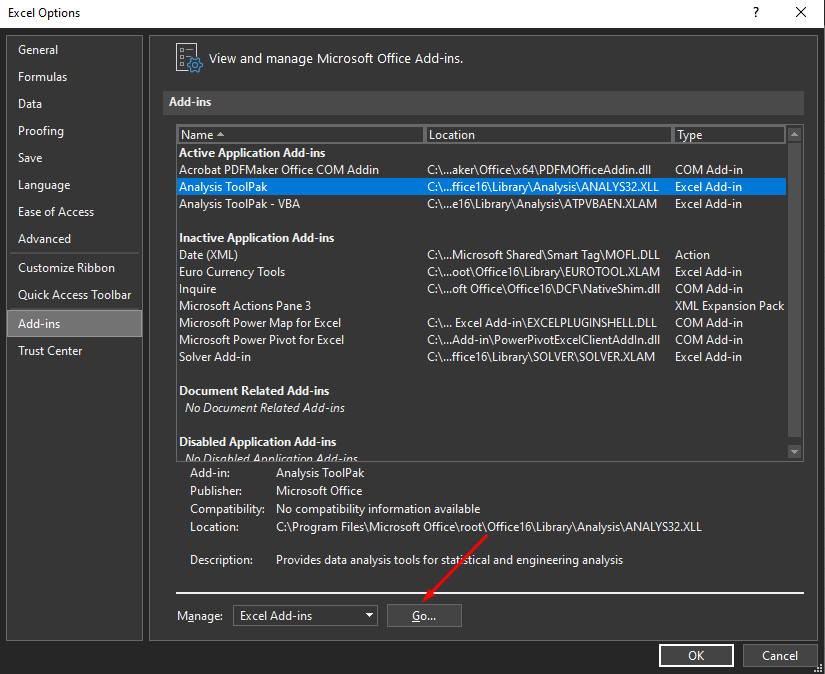 Excel Options
General
Formulas
Data
Proofing
Save
Language
Ease of Access
Advanced
Customize Ribbon
Quick Access Toolbar
Add-ins
Trust Center
View and manage Microsoft Office Add-ins.
Add-ins
Name Location Type
Active Application Add-ins
Acrobat PDFMaker Office COM Addin C:\...aker\Office\x64\PDFMOfficeAddin.dll COM Add-in
Analysis ToolPak C:\...ffice16\Library\Analysis\ANALYS32.XLL Excel Add-in
Analysis ToolPak - VBA C:\...e16\Library\Analysis\ATPVBAEN.XLAM Excel Add-in
Inactive Application Add-ins
Date (XML) C:\...Microsoft Shared\Smart Tag\MOFL.DLL Action
Euro Currency Tools C:\...oot\Office16\Library\EUROTOOL.XLAM Excel Add-in
Inquire C:\...oft Office\Office16\DCF\NativeShim.dll COM Add-in
Microsoft Actions Pane 3 XML Expansion Pack
Microsoft Power Map for Excel C:\... Excel Add-in\EXCELPLUGINSHELL.DLL COM Add-in
Microsoft Power Pivot for Excel C:\...Add-in\PowerPivotExcelClientAddIn.dll COM Add-in
Solver Add-in C:\...ffice16\Library\SOLVER\SOLVER.XLAM Excel Add-in
Document Related Add-ins
No Document Related Add-ins
Disabled Application Add-ins
No Disabled Application Add-ins
Add-in: Analysis ToolPak
Publisher: Microsoft Office
Compatibility: No compatibility information available
Location: C:\Program Files\Microsoft Office\root\Office16\Library\Analysis\ANALYS32.XLL
Description: Provides data analysis tools for statistical and engineering analysis
Manage: Excel Add-ins Go...
OK Cancel